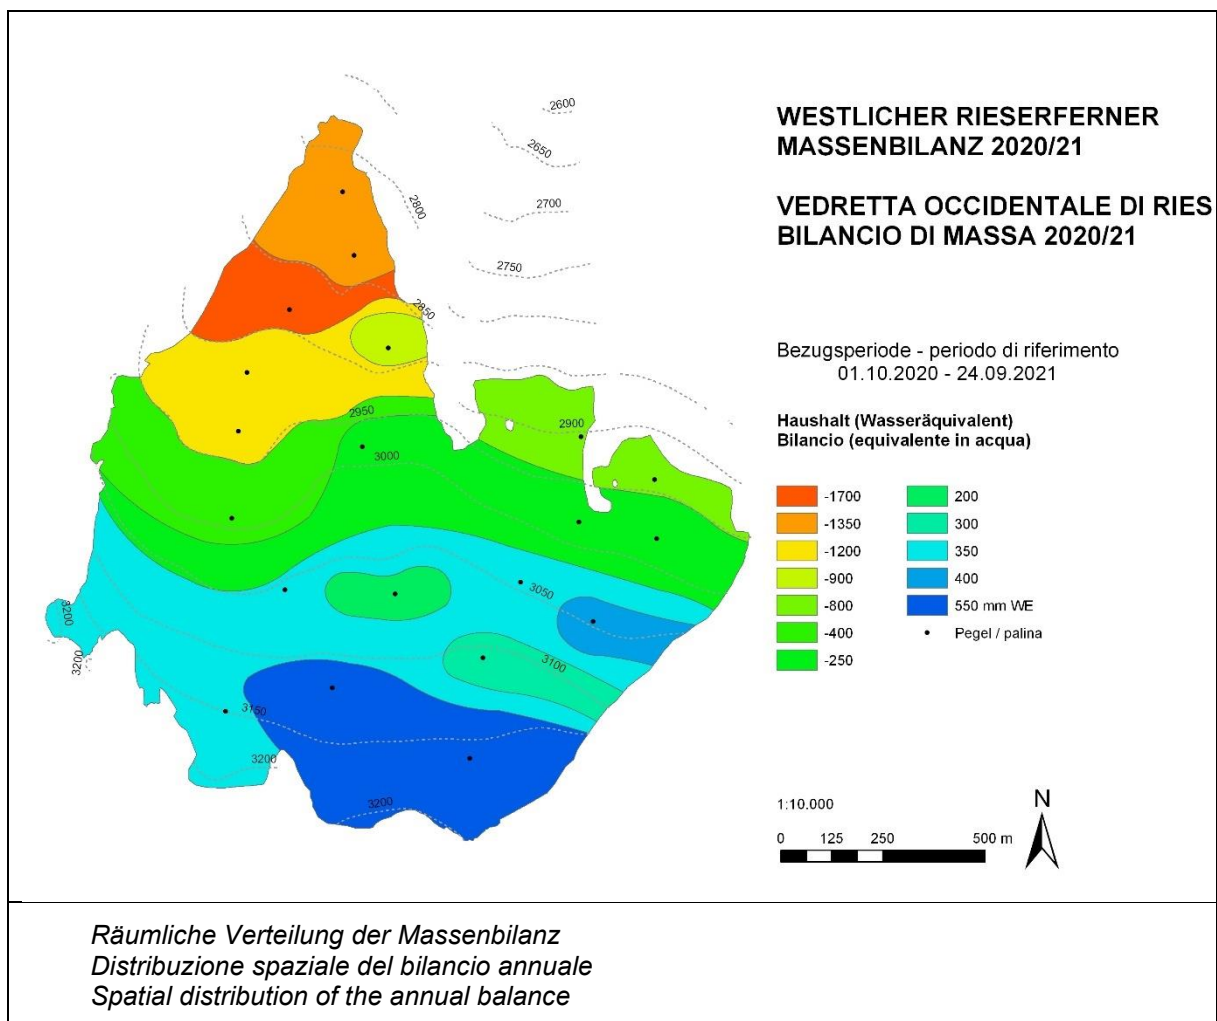 WESTLICHER RIESERFERNER
MASSENBILANZ 2020/21
VEDRETTA OCCIDENTALE DI RIES
BILANCIO DI MASSA 2020/21
Bezugsperiode - periodo di riferimento
01.10.2020 - 24.09.2021
Haushalt (Wasseräquivalent)
Bilancio (equivalente in acqua)
-1700
-1350
-1200
-900
-800
-400
-250
200
300
350
400
550 mm WE
Pegel / palina
1:10.000
0 125 250 500 m
N
2600
2650
2700
2750
2800
2850
2900
2950
3000
3050
3100
3150
3200
3200
3200
3200
Räumliche Verteilung der Massenbilanz
Distribuzione spaziale del bilancio annuale
Spatial distribution of the annual balance